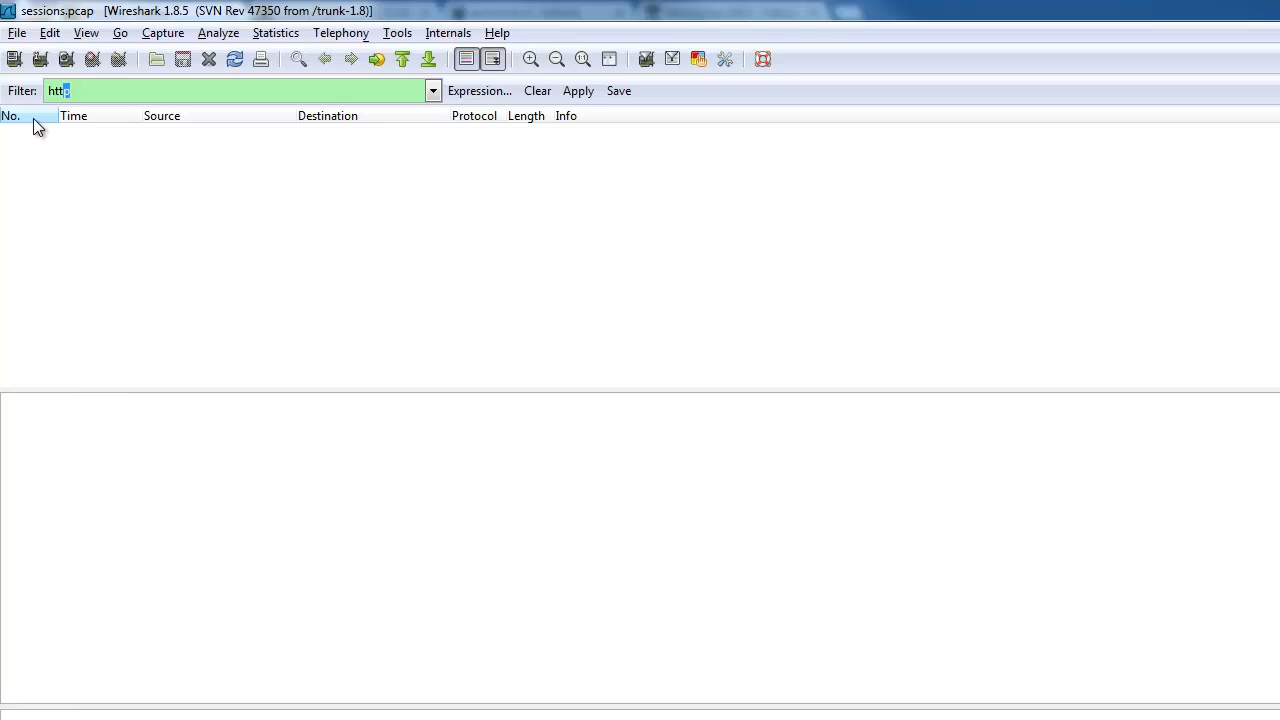 sessions.pcap [Wireshark 1.8.5 (SVN Rev 47350 from /trunk-1.8)]
File Edit View Go Capture Analyze Statistics Telephony Tools Internals Help
Filter: http Expression... Clear Apply Save
No. Time Source Destination Protocol Length Info